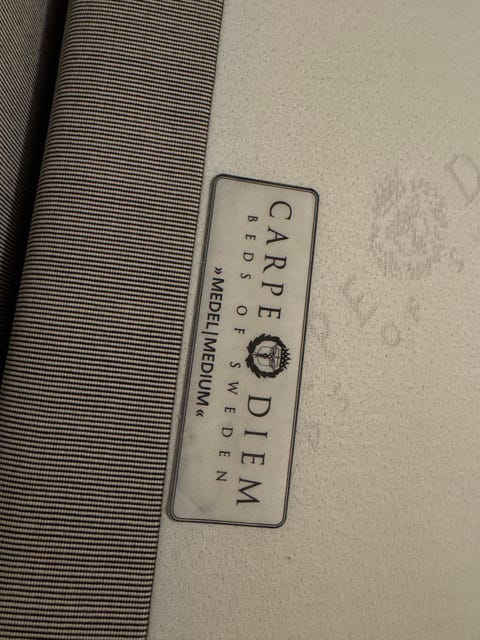 CARPE DIEM
BEDS OF SWEDEN
»MEDEL|MEDIUM«